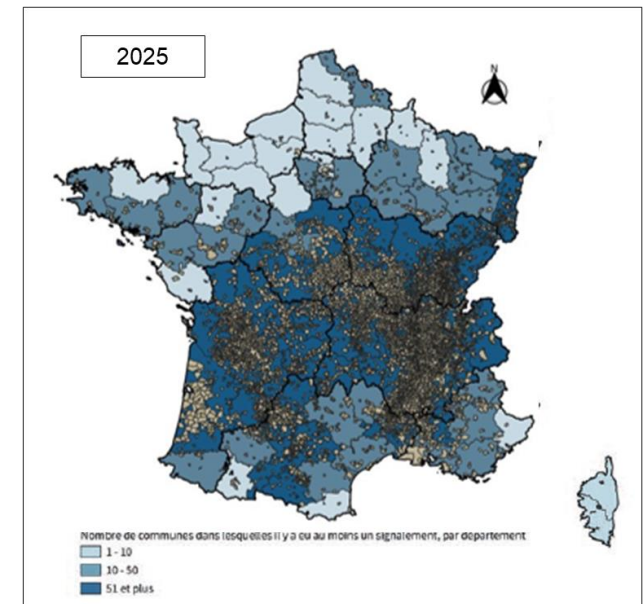 2025
N
Nombre de communes dans lesquelles il y a eu au moins un signalement, par département
1 - 10
10 - 50
51 et plus